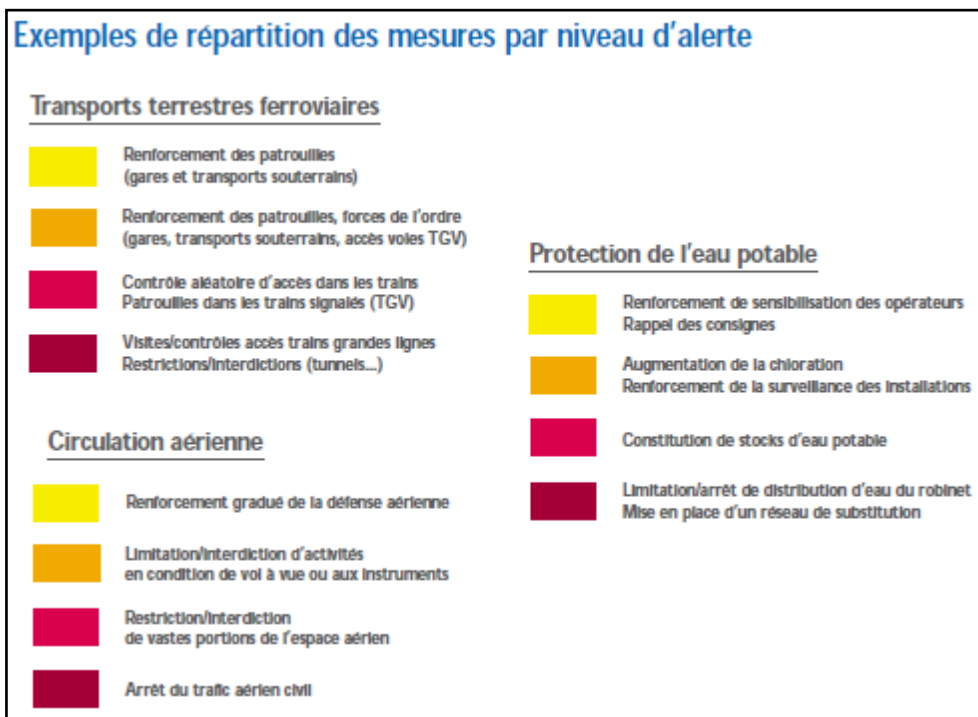 Exemples de répartition des mesures par niveau d'alerte
Transports terrestres ferroviaires
Renforcement des patrouilles
(gares et transports souterrains)
Renforcement des patrouilles, forces de l'ordre
(gares, transports souterrains, accès voies TGV)
Contrôle aléatoire d'accès dans les trains
Patrouilles dans les trains signalés (TGV)
Visites/contrôles accès trains grandes lignes
Restrictions/interdictions (tunnels...)
Circulation aérienne
Renforcement gradué de la défense aérienne
Limitation/interdiction d'activités
en condition de vol à vue ou aux instruments
Restriction/interdiction
de vastes portions de l'espace aérien
Arrêt du trafic aérien civil
Protection de l'eau potable
Renforcement de sensibilisation des opérateurs
Rappel des consignes
Augmentation de la chloration
Renforcement de la surveillance des installations
Constitution de stocks d'eau potable
Limitation/arrêt de distribution d'eau du robinet
Mise en place d'un réseau de substitution